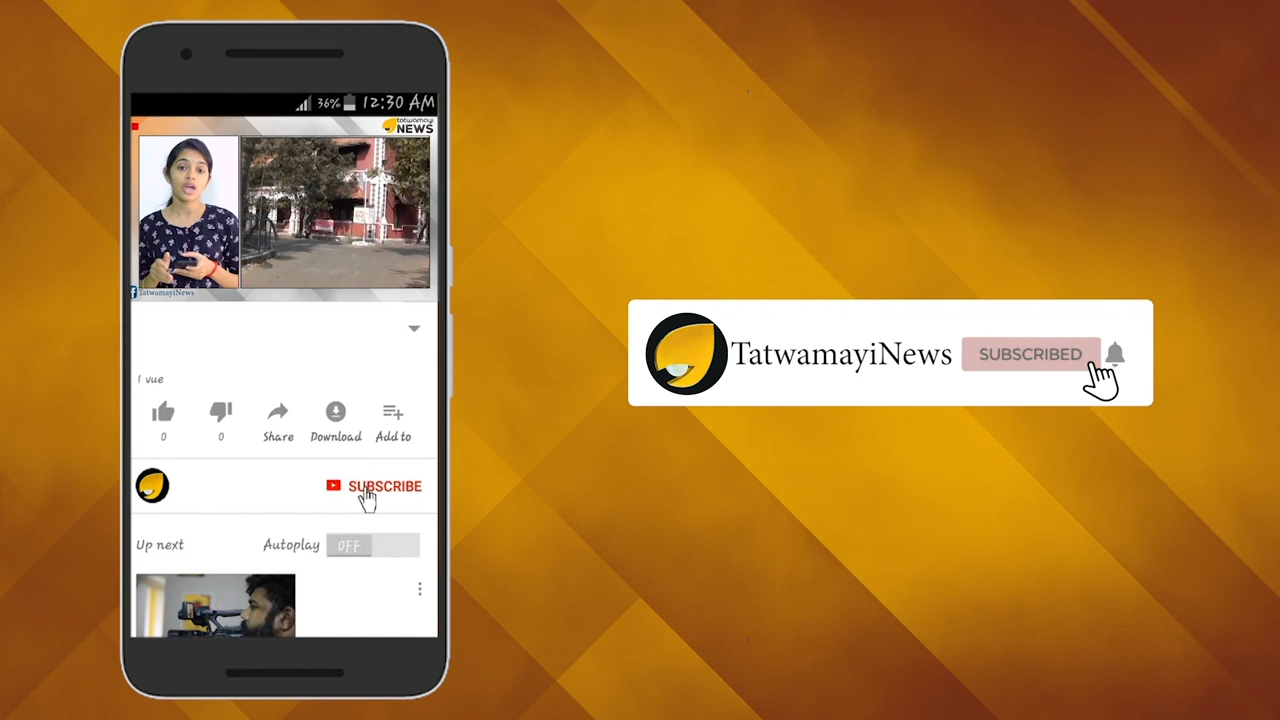 36% 12:30 AM
tatwamayi
NEWS
TatwamayiNews
1 vue
0 0 Share Download Add to
SUBSCRIBE
Up next Autoplay OFF
TatwamayiNews SUBSCRIBED